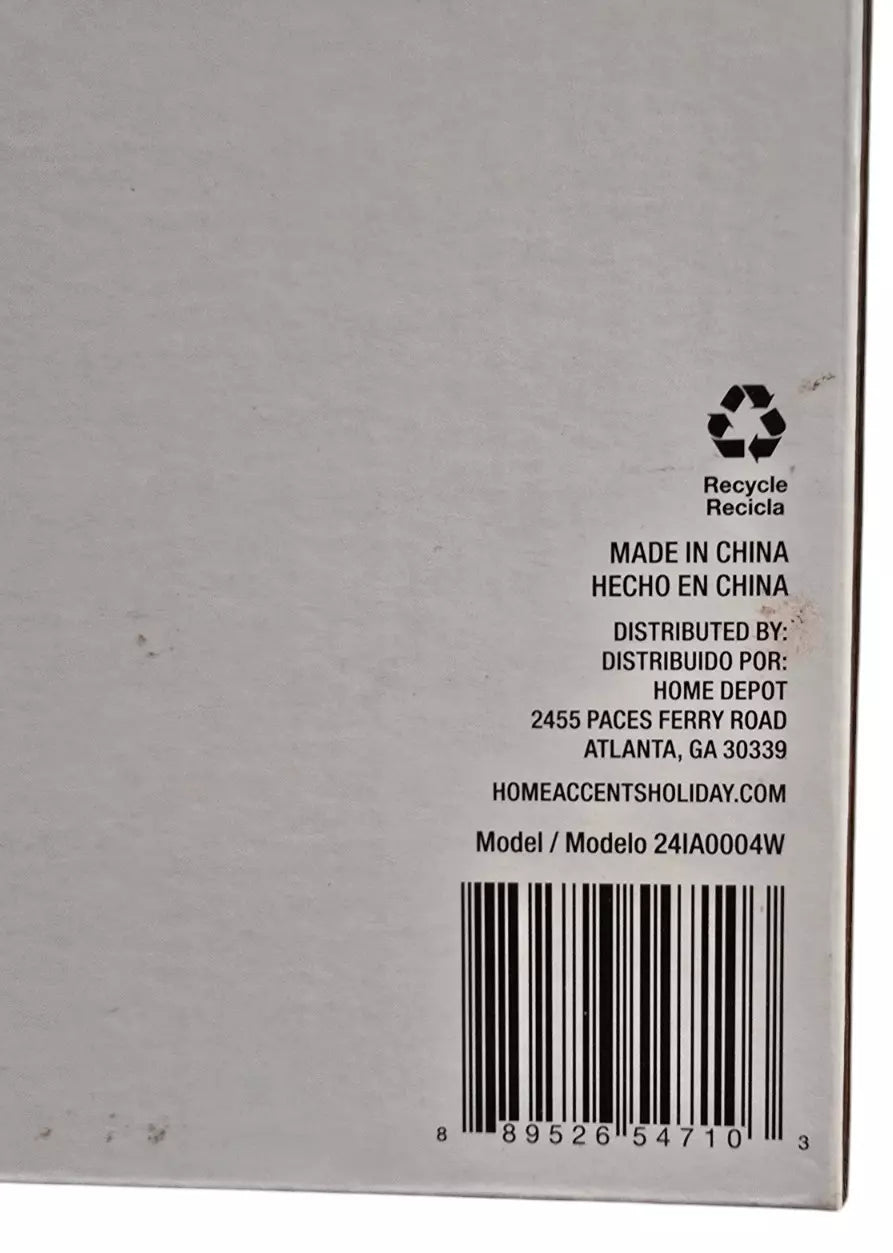 Recycle
Recicla
MADE IN CHINA
HECHO EN CHINA
DISTRIBUTED BY:
DISTRIBUIDO POR:
HOME DEPOT
2455 PACES FERRY ROAD
ATLANTA, GA 30339
HOMEACCENTSHOLIDAY.COM
Model / Modelo 24IA0004W
8 89526 54710 3